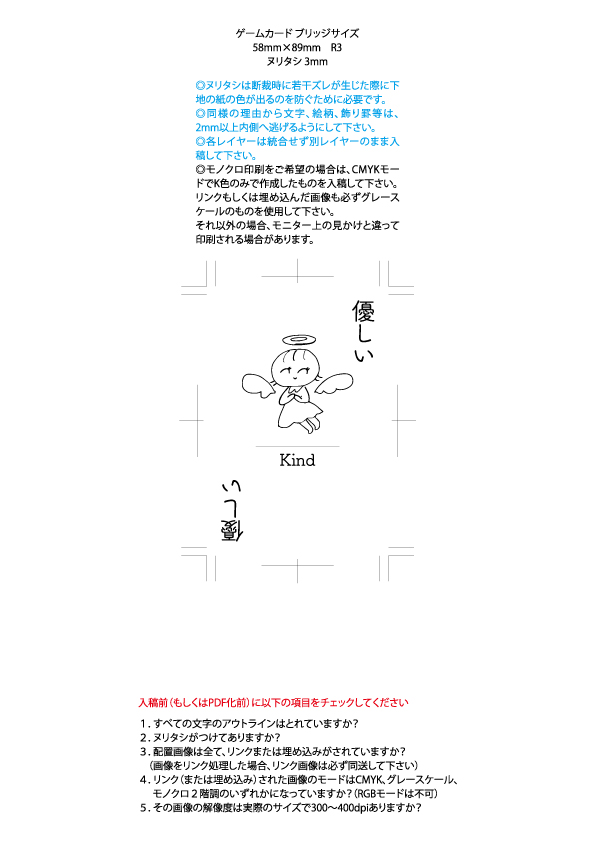 ゲームカード ブリッジサイズ
58mm×89mm　R3
ヌリタシ 3mm
◎ヌリタシは断裁時に若干ズレが生じた際に下
地の紙の色が出るのを防ぐために必要です。
◎同様の理由から文字、絵柄、飾り罫等は、
2mm以上内側へ逃げるようにして下さい。
◎各レイヤーは統合せず別レイヤーのまま入
稿して下さい。
◎モノクロ印刷をご希望の場合は、CMYKモー
ドでK色のみで作成したものを入稿して下さい。
リンクもしくは埋め込んだ画像も必ずグレース
ケールのものを使用して下さい。
それ以外の場合、モニター上の見かけと違って
印刷される場合があります。
優しい
Kind
優しい
入稿前（もしくはPDF化前）に以下の項目をチェックしてください
１．すべての文字のアウトラインはとれていますか？
２．ヌリタシがつけてありますか？
３．配置画像は全て、リンクまたは埋め込みがされていますか？
（画像をリンク処理した場合、リンク画像は必ず同送して下さい）
４．リンク（または埋め込み）された画像のモードはCMYK、グレースケール、
モノクロ２階調のいずれかになっていますか？（RGBモードは不可）
５．その画像の解像度は実際のサイズで300～400dpiありますか？